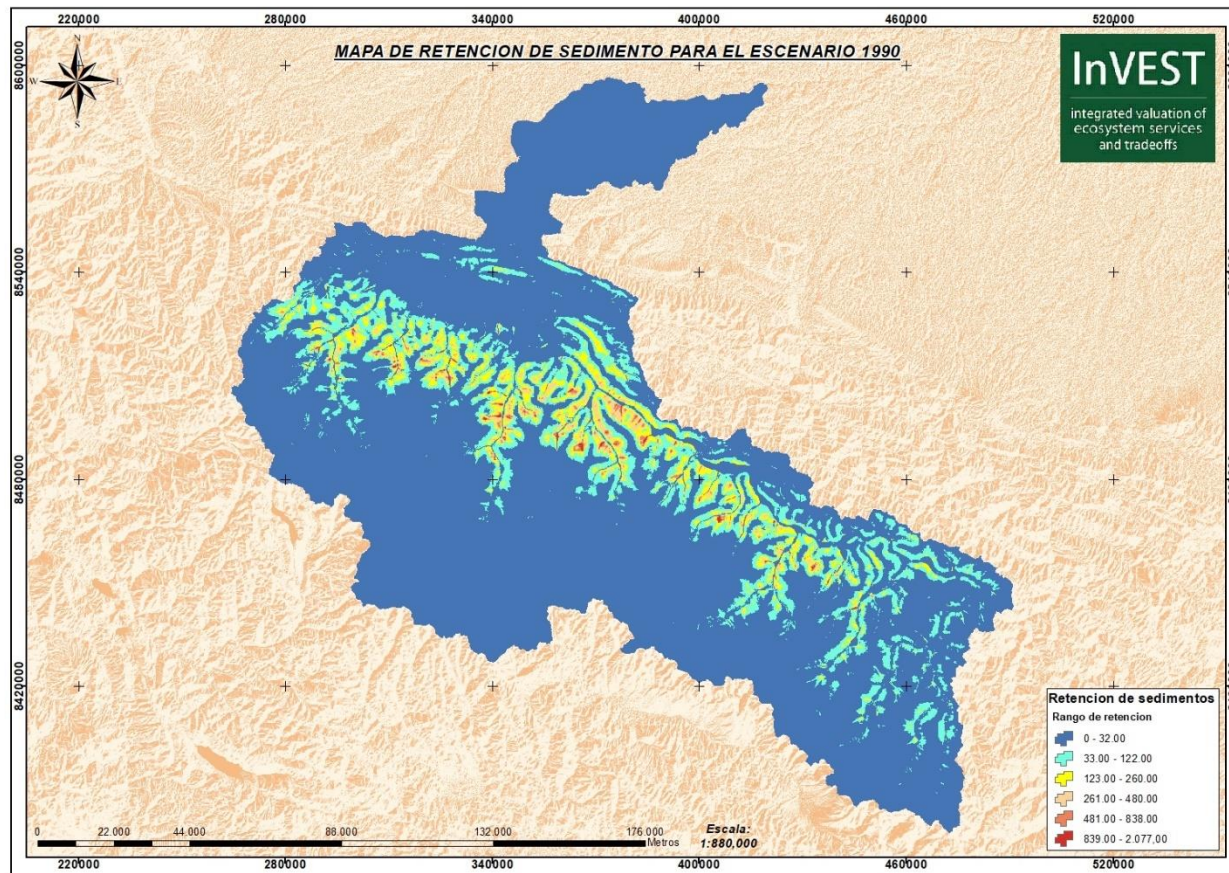 220000 280000 340000 400000 460000 520000
MAPA DE RETENCION DE SEDIMENTO PARA EL ESCENARIO 1990
N
W E
S
InVEST
integrated valuation of
ecosystem services
and tradeoffs
8600000
8540000
8480000
8420000
Retencion de sedimentos
Rango de retencion
0 - 32.00
33.00 - 122.00
123.00 - 260.00
261.00 - 480.00
481.00 - 838.00
839.00 - 2.077,00
0 22.000 44.000 88.000 132.000 176.000
Metros
Escala:
1:880,000
220000 280000 340000 400000 460000 520000